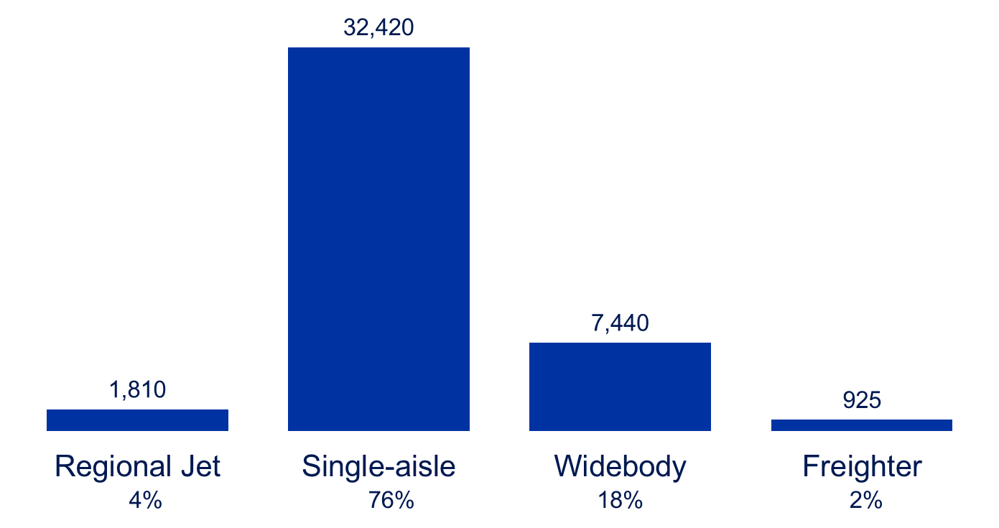 32,420
7,440
1,810
925
Regional Jet
Single-aisle
Widebody
Freighter
4%
76%
18%
2%